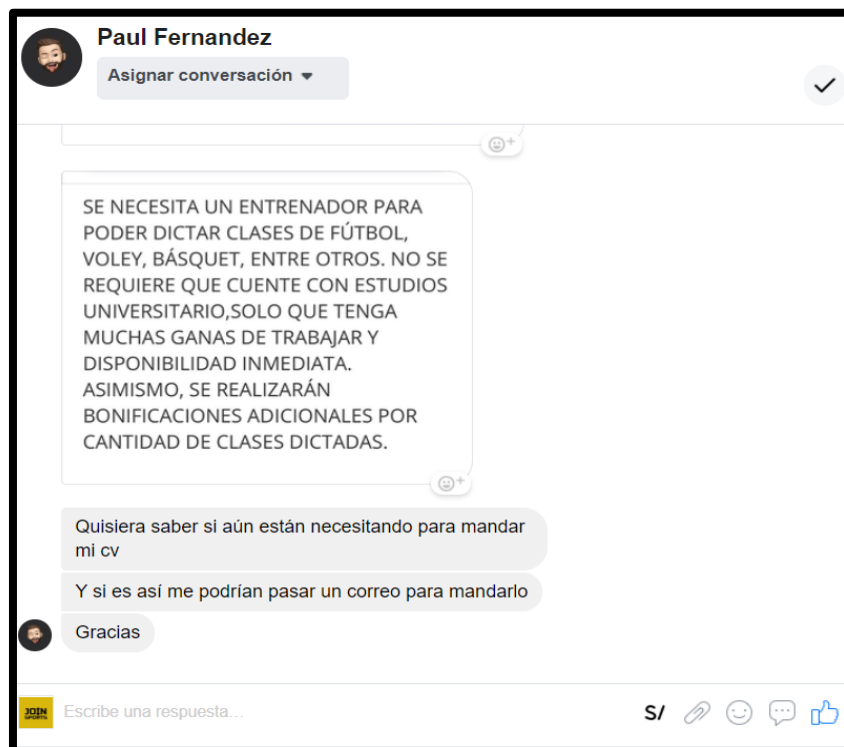 Paul Fernandez
Asignar conversación
SE NECESITA UN ENTRENADOR PARA
PODER DICTAR CLASES DE FÚTBOL,
VOLEY, BÁSQUET, ENTRE OTROS. NO SE
REQUIERE QUE CUENTE CON ESTUDIOS
UNIVERSITARIO,SOLO QUE TENGA
MUCHAS GANAS DE TRABAJAR Y
DISPONIBILIDAD INMEDIATA.
ASIMISMO, SE REALIZARÁN
BONIFICACIONES ADICIONALES POR
CANTIDAD DE CLASES DICTADAS.
Quisiera saber si aún están necesitando para mandar
mi cv
Y si es así me podrían pasar un correo para mandarlo
Gracias
JOIN
SPORTS
Escribe una respuesta...
S/